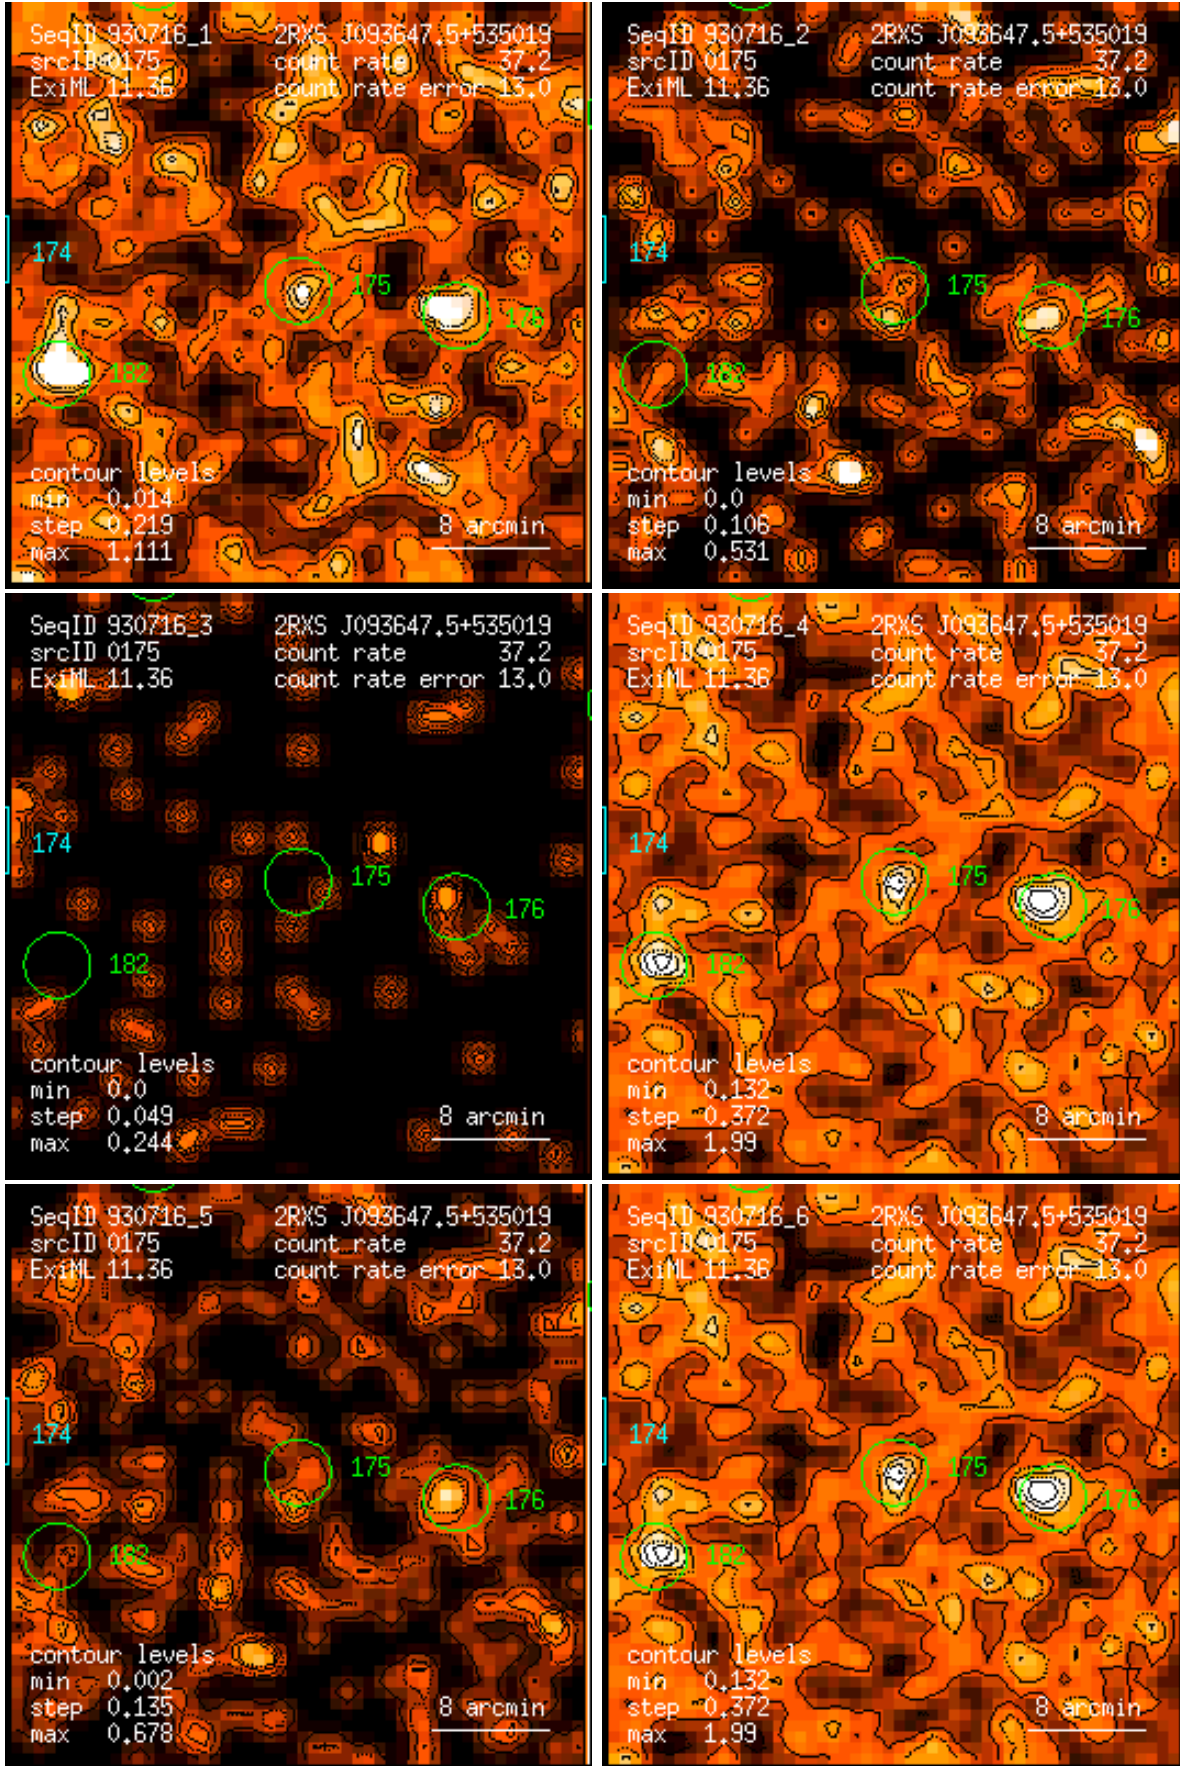 SeqID 930716_1 2RXS J093647.5+535019
srcID 0175 count rate 37.2
ExiML 11.36 count rate error 13.0
174
175
176
182
contour levels
min 0.014
step 0.219
max 1.111
8 arcmin
SeqID 930716_2 2RXS J093647.5+535019
srcID 0175 count rate 37.2
ExiML 11.36 count rate error 13.0
174
175
176
182
contour levels
min 0.0
step 0.106
max 0.531
8 arcmin
SeqID 930716_3 2RXS J093647.5+535019
srcID 0175 count rate 37.2
ExiML 11.36 count rate error 13.0
174
175
176
182
contour levels
min 0.0
step 0.049
max 0.244
8 arcmin
SeqID 930716_4 2RXS J093647.5+535019
srcID 0175 count rate 37.2
ExiML 11.36 count rate error 13.0
174
175
176
182
contour levels
min 0.132
step 0.372
max 1.99
8 arcmin
SeqID 930716_5 2RXS J093647.5+535019
srcID 0175 count rate 37.2
ExiML 11.36 count rate error 13.0
174
175
176
182
contour levels
min 0.002
step 0.135
max 0.678
8 arcmin
SeqID 930716_6 2RXS J093647.5+535019
srcID 0175 count rate 37.2
ExiML 11.36 count rate error 13.0
174
175
176
182
contour levels
min 0.132
step 0.372
max 1.99
8 arcmin